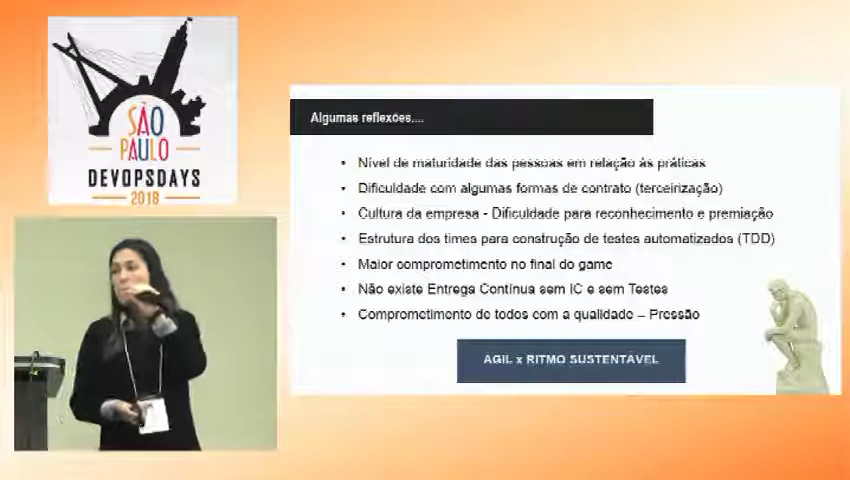 SÃO
PAULO
DEVOPSDAYS
2018
Algumas reflexões....
• Nível de maturidade das pessoas em relação às práticas
• Dificuldade com algumas formas de contrato (terceirização)
• Cultura da empresa - Dificuldade para reconhecimento e premiação
• Estrutura dos times para construção de testes automatizados (TDD)
• Maior comprometimento no final do game
• Não existe Entrega Contínua sem IC e sem Testes
• Comprometimento de todos com a qualidade – Pressão
AGIL x RITMO SUSTENTÁVEL